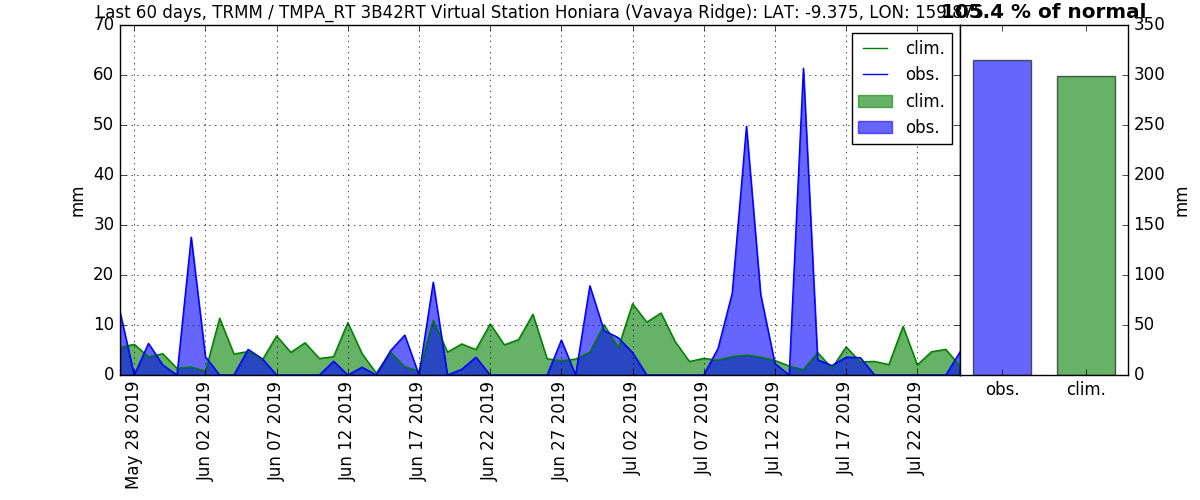 Last 60 days, TRMM / TMPA_RT 3B42RT Virtual Station Honiara (Vavaya Ridge): LAT: -9.375, LON: 159.875
105.4 % of normal
70
60
50
40
30
20
10
0
mm
clim.
obs.
clim.
obs.
350
300
250
200
150
100
50
0
mm
May 28 2019
Jun 02 2019
Jun 07 2019
Jun 12 2019
Jun 17 2019
Jun 22 2019
Jun 27 2019
Jul 02 2019
Jul 07 2019
Jul 12 2019
Jul 17 2019
Jul 22 2019
obs.
clim.